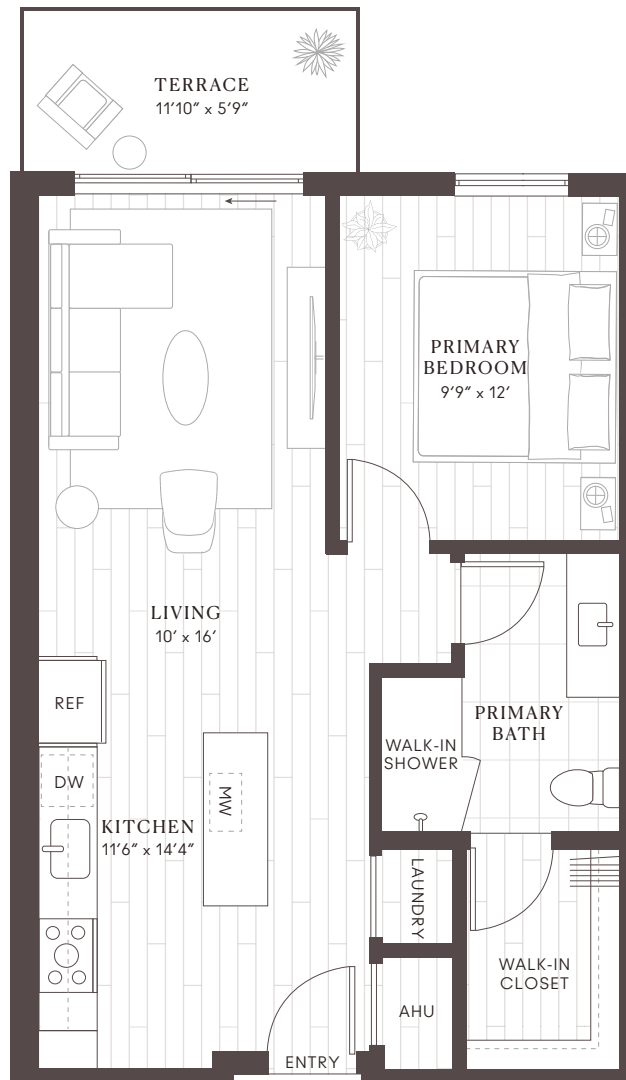 TERRACE
11'10" x 5'9"
PRIMARY
BEDROOM
9'9" x 12'
LIVING
10' x 16'
REF
DW
MW
KITCHEN
11'6" x 14'4"
WALK-IN
SHOWER
PRIMARY
BATH
LAUNDRY
WALK-IN
CLOSET
AHU
ENTRY